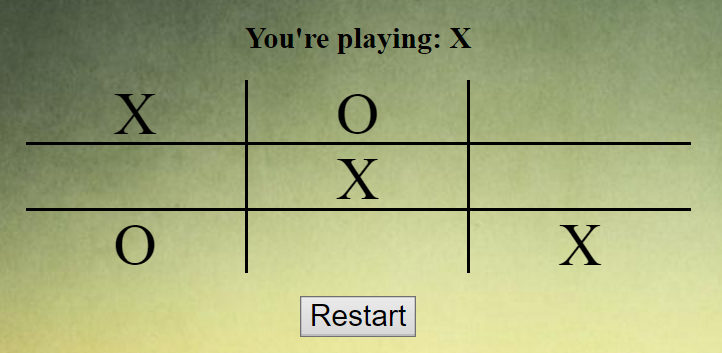 You're playing: X
X O
X
O X
Restart